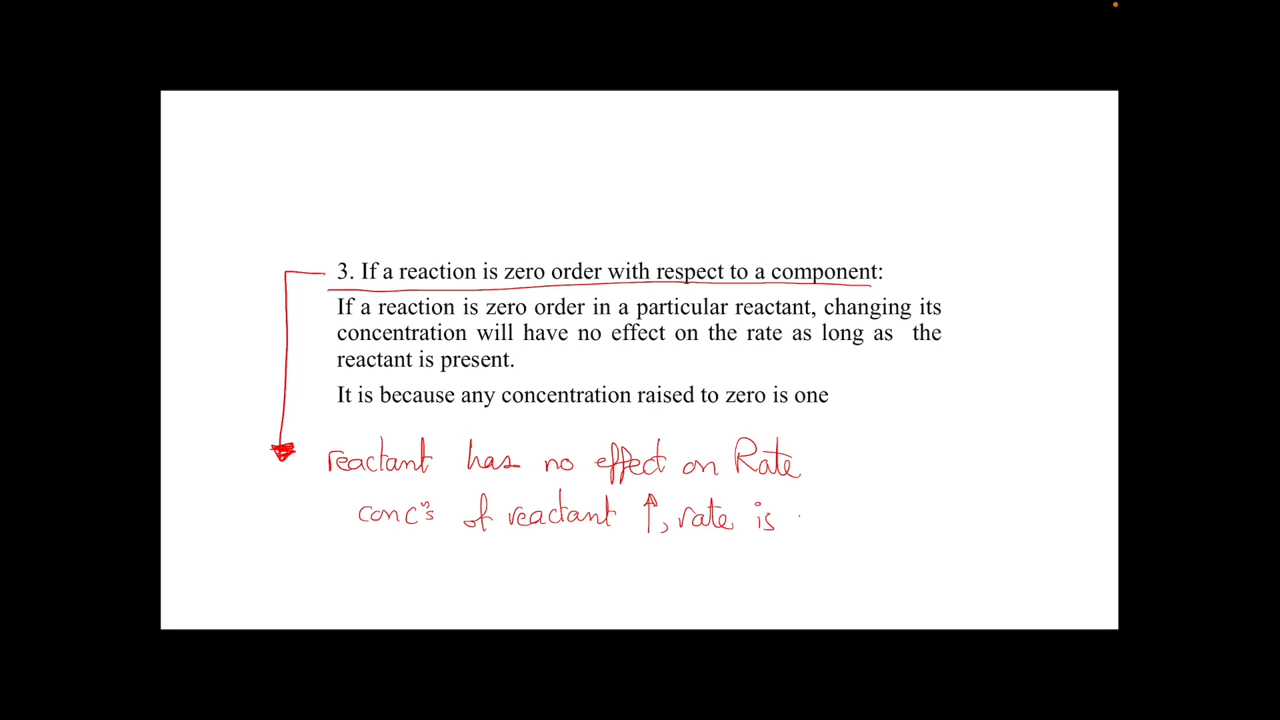 3. If a reaction is zero order with respect to a component:
If a reaction is zero order in a particular reactant, changing its
concentration will have no effect on the rate as long as the
reactant is present.
It is because any concentration raised to zero is one
reactant has no effect on Rate
concⁿs of reactant ↑, rate is